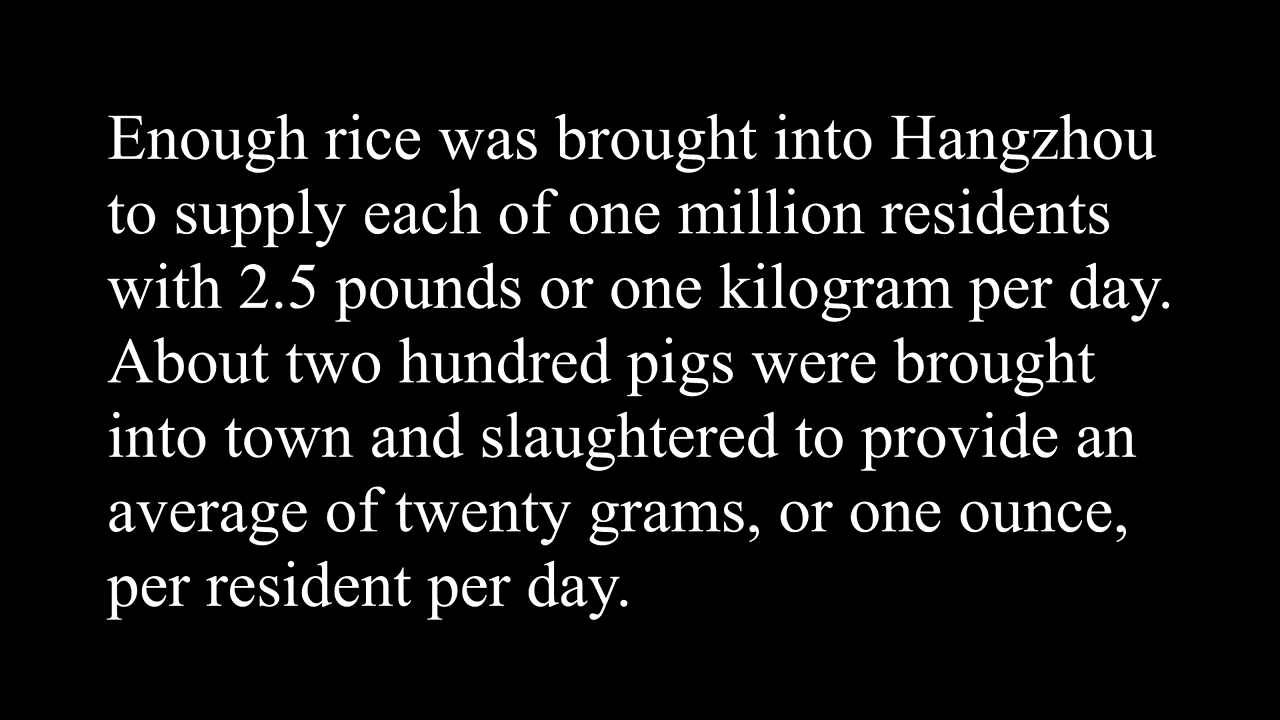 Enough rice was brought into Hangzhou
to supply each of one million residents
with 2.5 pounds or one kilogram per day.
About two hundred pigs were brought
into town and slaughtered to provide an
average of twenty grams, or one ounce,
per resident per day.